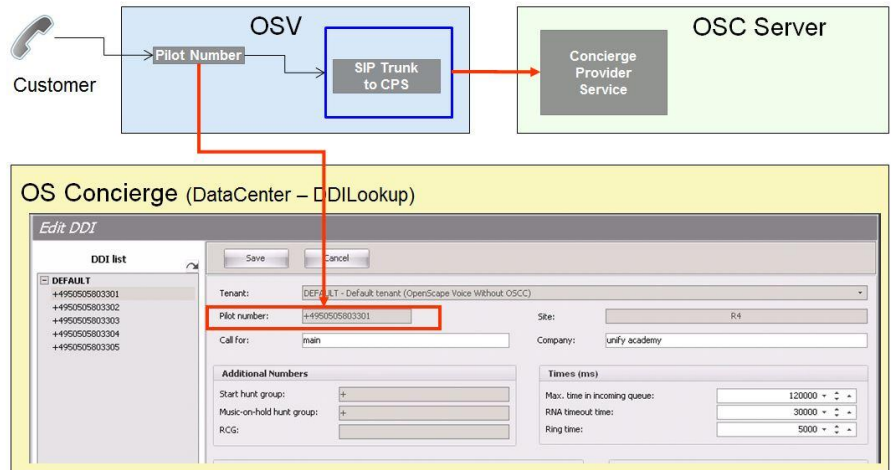 OSV
OSC Server
Customer
Pilot Number
SIP Trunk
to CPS
Concierge
Provider
Service
OS Concierge (DataCenter – DDILookup)
Edit DDI
DDI list
DEFAULT
+4950505803301
+4950505803302
+4950505803303
+4950505803304
+4950505803305
Save
Cancel
Tenant:
DEFAULT - Default tenant (OpenScape Voice Without OSCC)
Pilot number:
+4950505803301
Site:
R4
Call for:
main
Company:
unify academy
Additional Numbers
Start hunt group:
+
Music-on-hold hunt group:
+
RCG:
Times (ms)
Max. time in incoming queue:
120000
RNA timeout time:
30000
Ring time:
5000